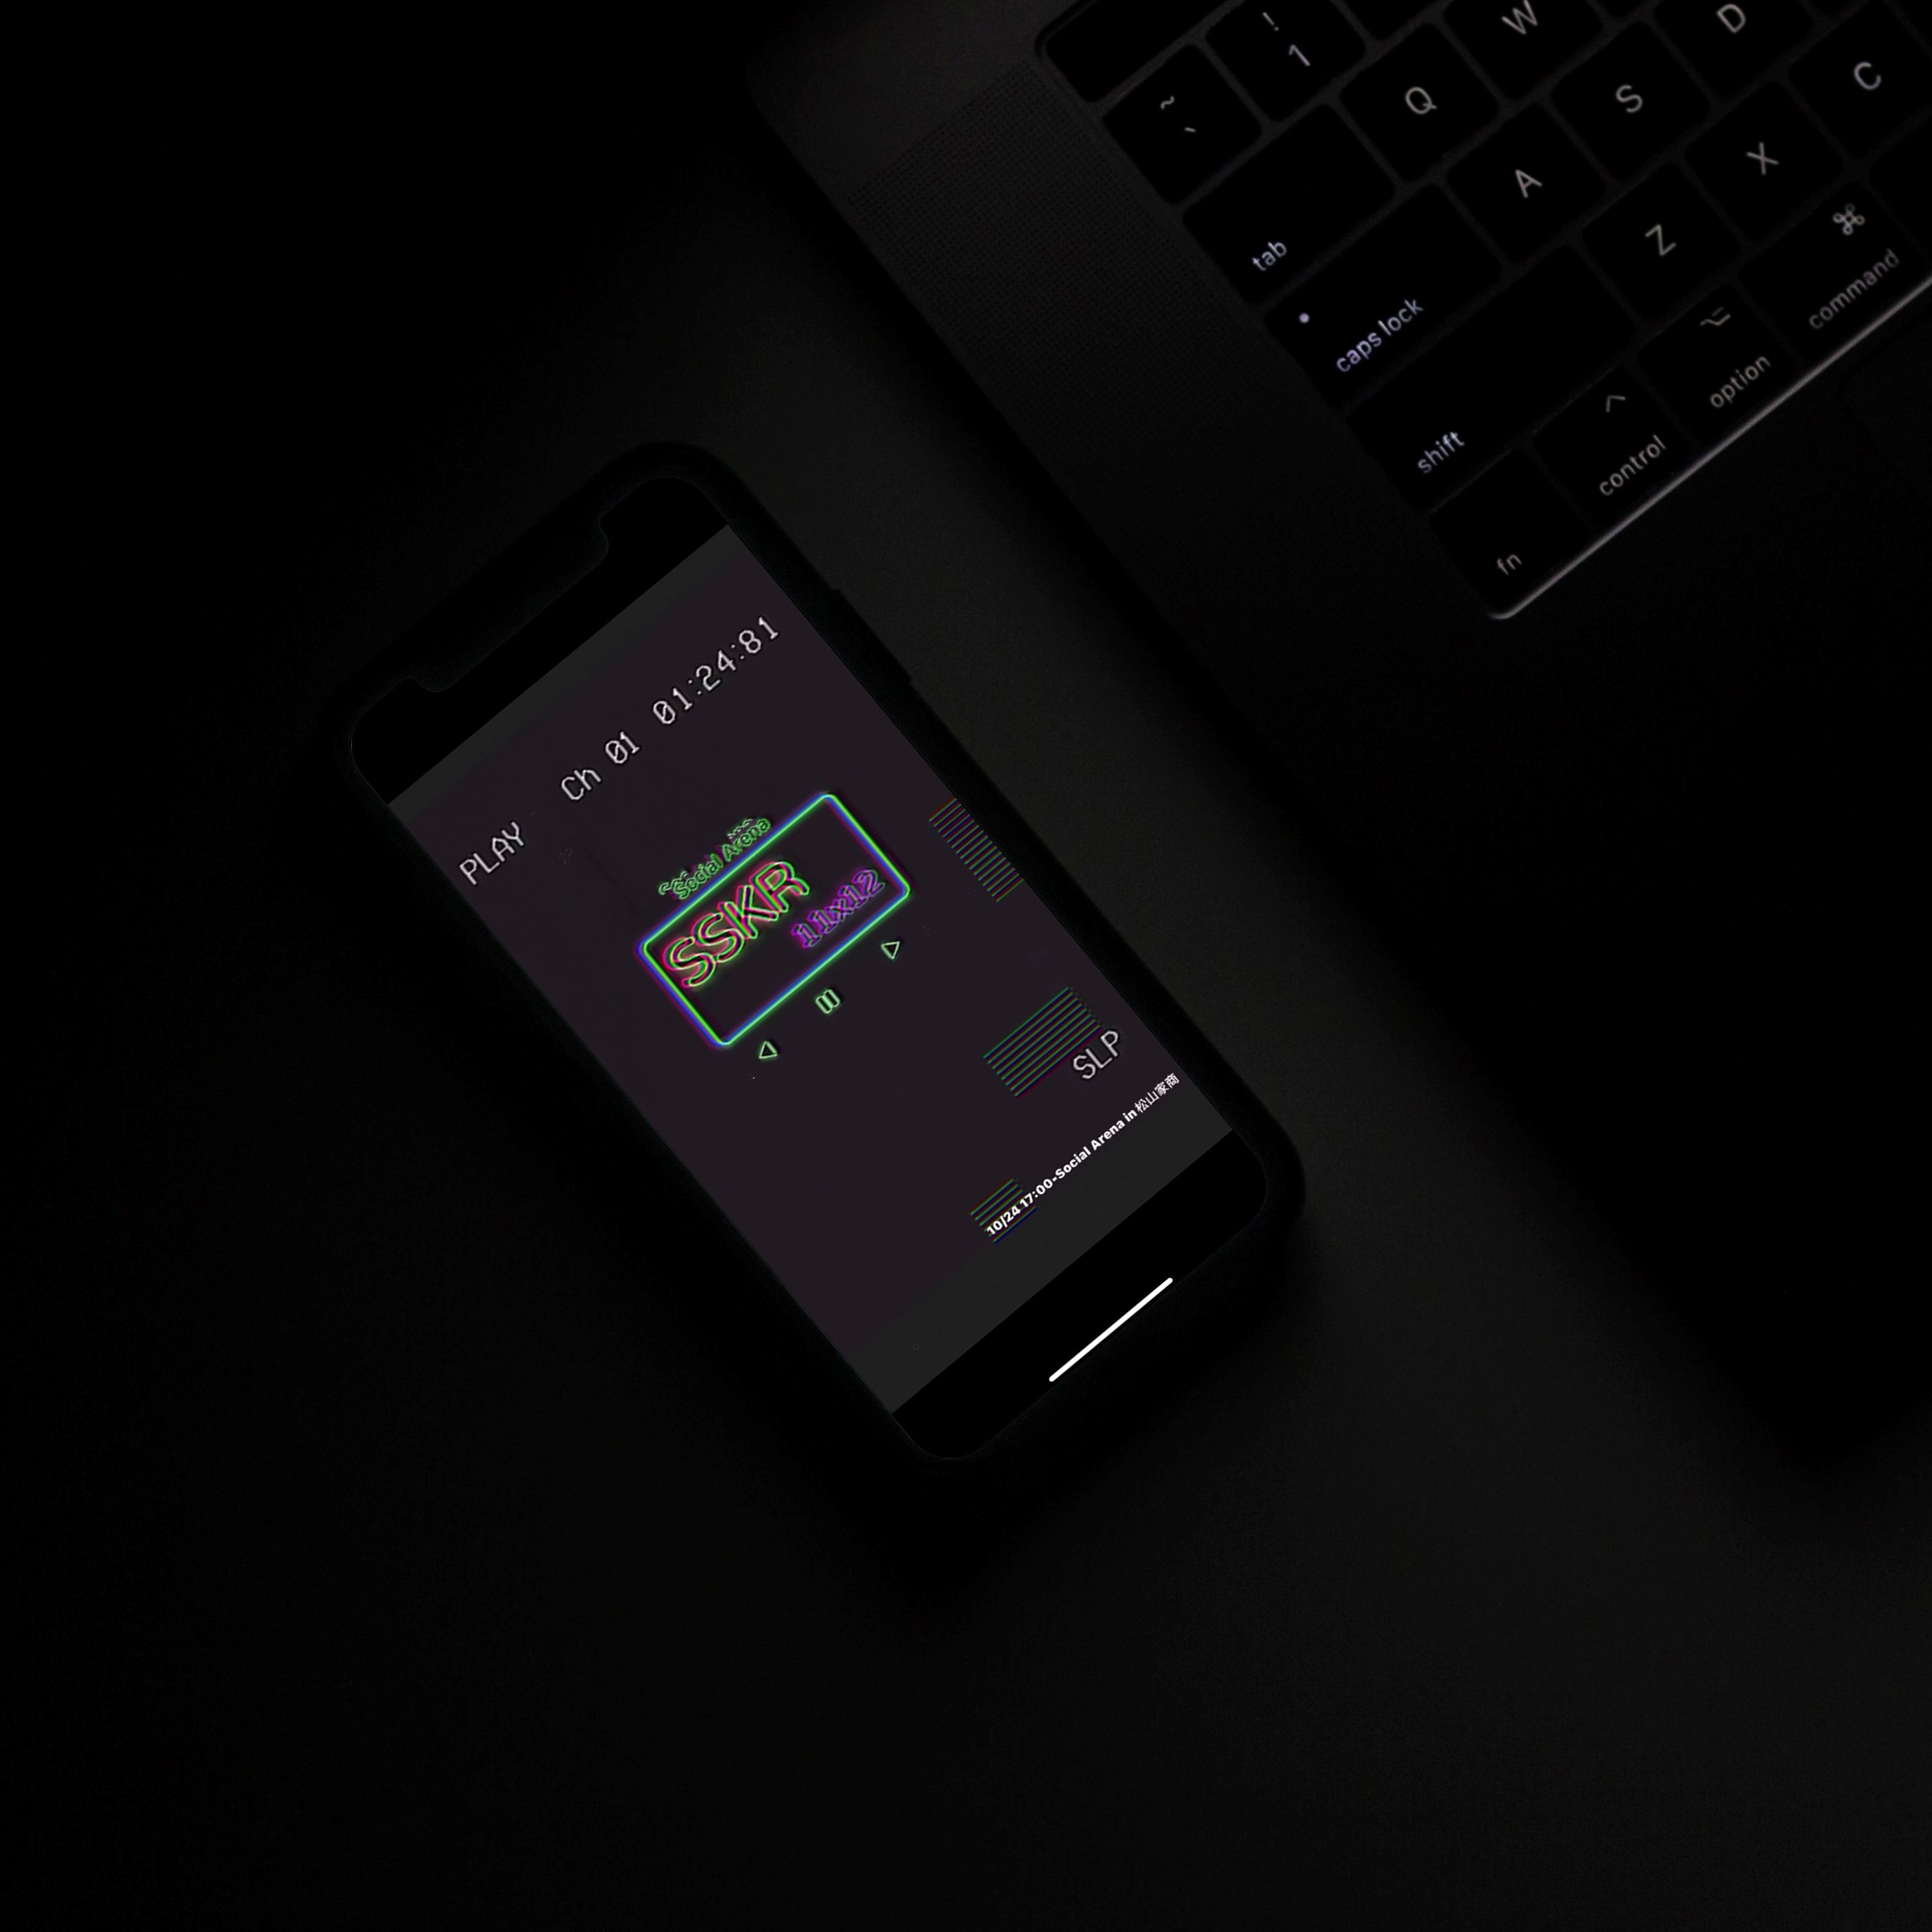 PLAY Ch 01 01:24:81
Social Arena
SSKR
11x12
SLP
10/24 17:00-Social Arena in 松山家商
! 1
~ `
Q W
tab
A S D
caps lock
Z X C
shift
fn
^ control
⌥ option
⌘ command